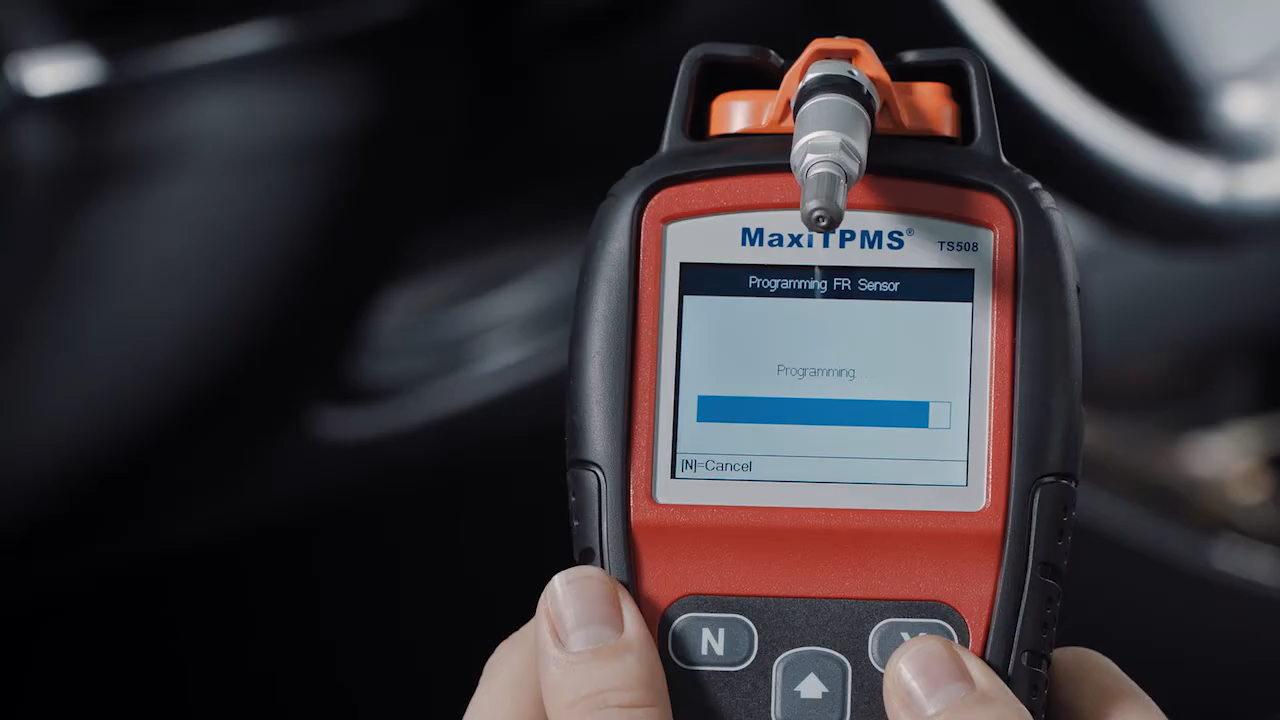 MaxiTPMS®
TS508
Programming FR Sensor
Programming...
[N]=Cancel
N